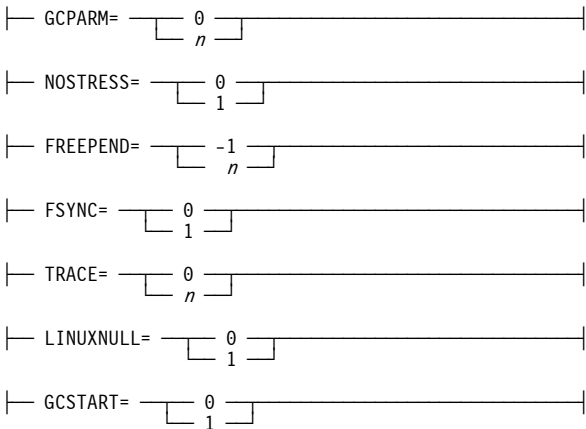 GCPARM= 0
n
NOSTRESS= 0
1
FREEPEND= -1
n
FSYNC= 0
1
TRACE= 0
n
LINUXNULL= 0
1
GCSTART= 0
1